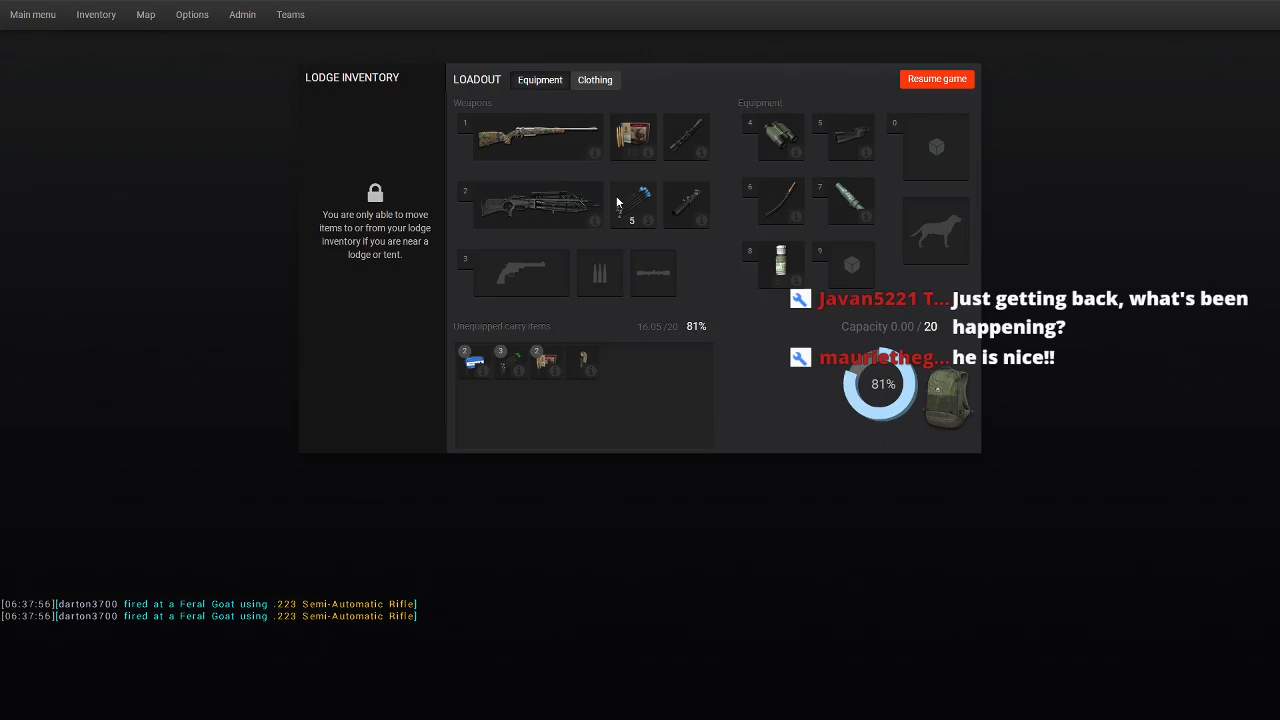 Main menu Inventory Map Options Admin Teams
LODGE INVENTORY
You are only able to move
items to or from your lodge
inventory if you are near a
lodge or tent.
LOADOUT Equipment Clothing Resume game
Weapons
1
2
5
3
Equipment
4 5 0
6 7
8 9
Unequipped carry items 16.05 /20 81%
2 3 2
Capacity 0.00 / 20
81%
Javan5221 T... Just getting back, what's been
happening?
maurietheg... he is nice!!
[06:37:56][darton3700 fired at a Feral Goat using .223 Semi-Automatic Rifle]
[06:37:56][darton3700 fired at a Feral Goat using .223 Semi-Automatic Rifle]